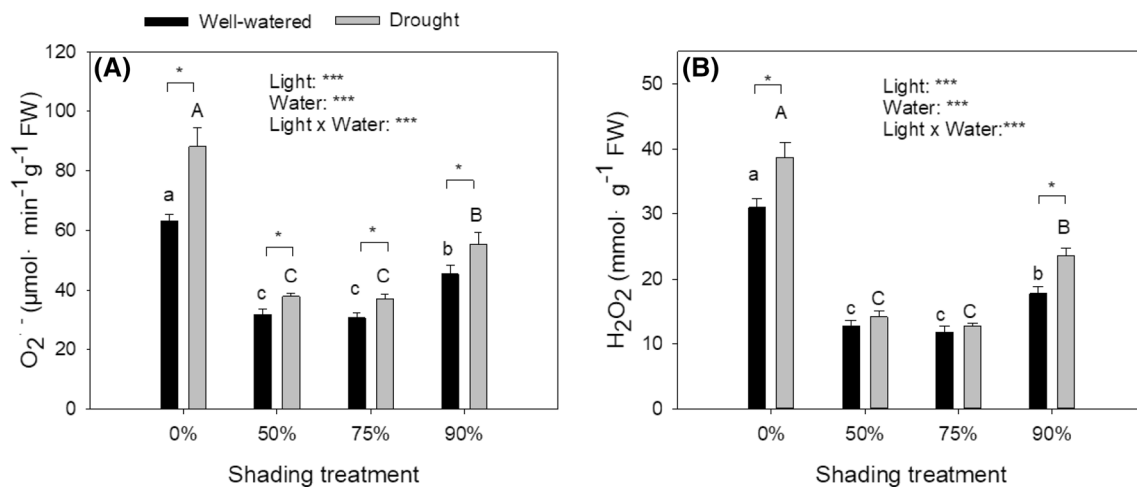 Well-watered Drought
(A)
Light: ***
Water: ***
Light x Water: ***
O2·- (µmol· min-1g-1 FW)
120
100
80
60
40
20
0
* * * *
a A c C c C b B
0% 50% 75% 90%
Shading treatment
(B)
Light: ***
Water: ***
Light x Water:***
H2O2 (mmol· g-1 FW)
50
40
30
20
10
0
* *
a A c C c C b B
0% 50% 75% 90%
Shading treatment